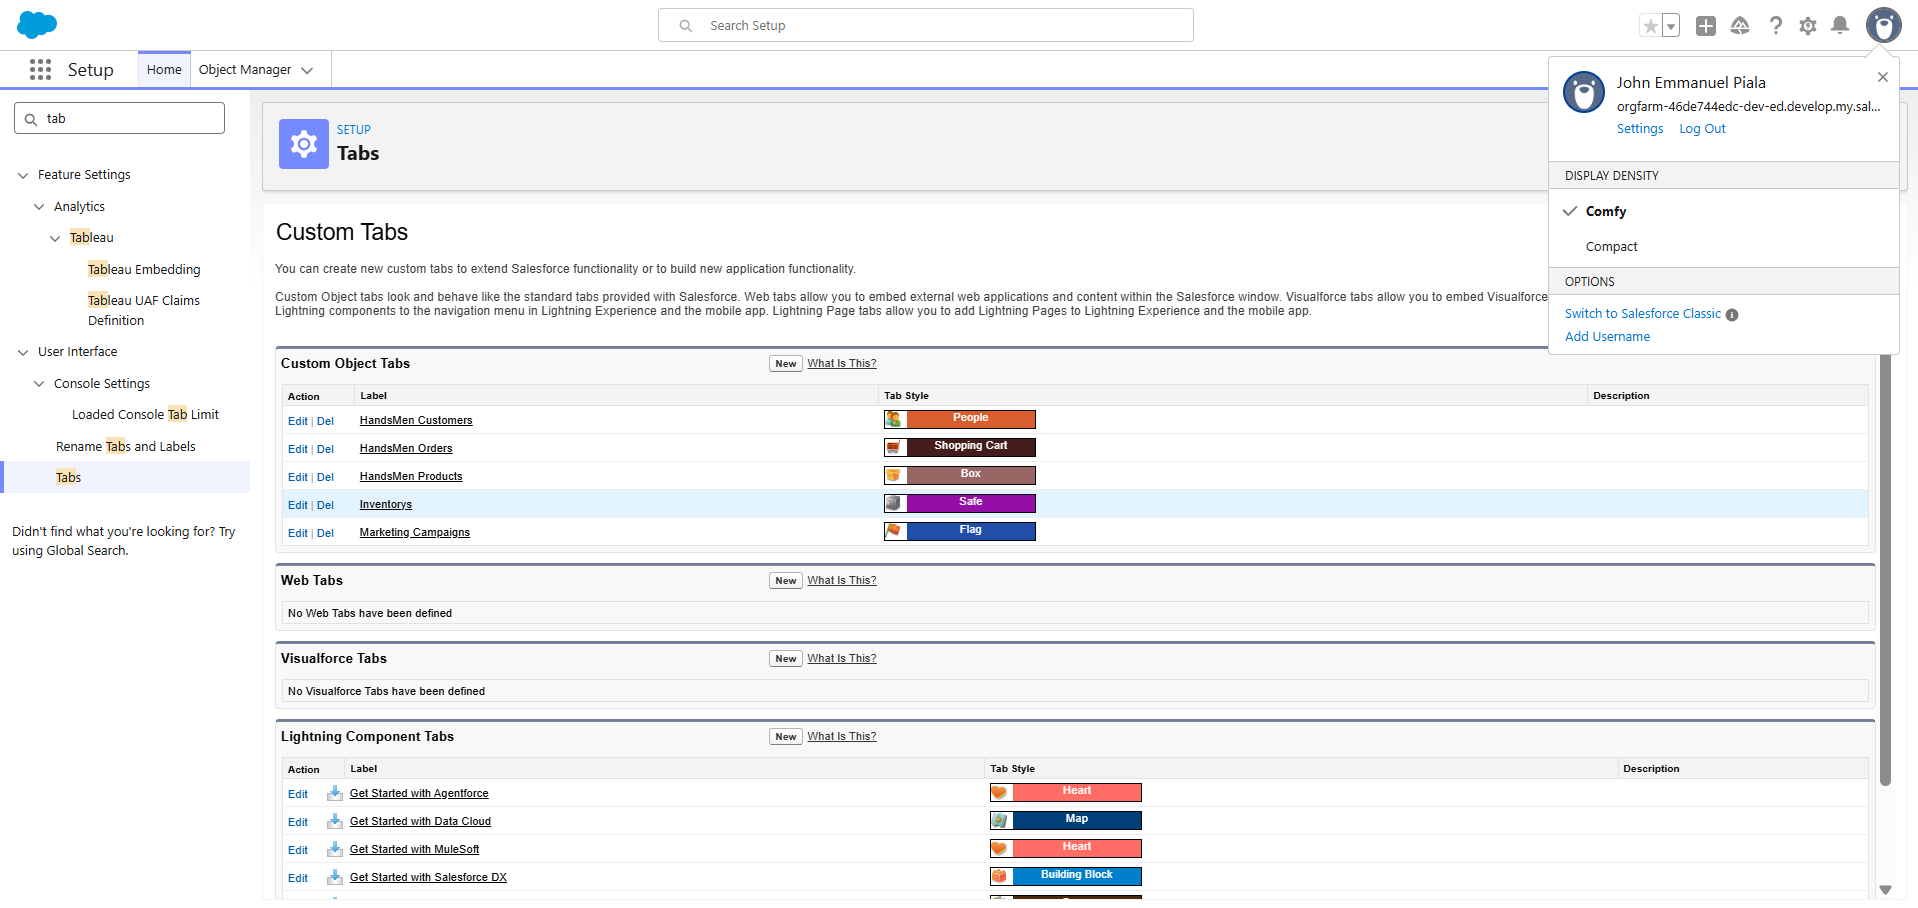 Search Setup
Setup
Home
Object Manager
tab
Feature Settings
Analytics
Tableau
Tableau Embedding
Tableau UAF Claims
Definition
User Interface
Console Settings
Loaded Console Tab Limit
Rename Tabs and Labels
Tabs
Didn't find what you're looking for? Try
using Global Search.
SETUP
Tabs
John Emmanuel Piala
orgfarm-46de744edc-dev-ed.develop.my.sal...
Settings Log Out
DISPLAY DENSITY
Comfy
Compact
OPTIONS
Switch to Salesforce Classic
Add Username
Custom Tabs
You can create new custom tabs to extend Salesforce functionality or to build new application functionality.
Custom Object tabs look and behave like the standard tabs provided with Salesforce. Web tabs allow you to embed external web applications and content within the Salesforce window. Visualforce tabs allow you to embed Visualforce
Lightning components to the navigation menu in Lightning Experience and the mobile app. Lightning Page tabs allow you to add Lightning Pages to Lightning Experience and the mobile app.
Custom Object Tabs New What Is This?
Action Label Tab Style Description
Edit | Del HandsMen Customers People
Edit | Del HandsMen Orders Shopping Cart
Edit | Del HandsMen Products Box
Edit | Del Inventorys Safe
Edit | Del Marketing Campaigns Flag
Web Tabs New What Is This?
No Web Tabs have been defined
Visualforce Tabs New What Is This?
No Visualforce Tabs have been defined
Lightning Component Tabs New What Is This?
Action Label Tab Style Description
Edit Get Started with Agentforce Heart
Edit Get Started with Data Cloud Map
Edit Get Started with MuleSoft Heart
Edit Get Started with Salesforce DX Building Block